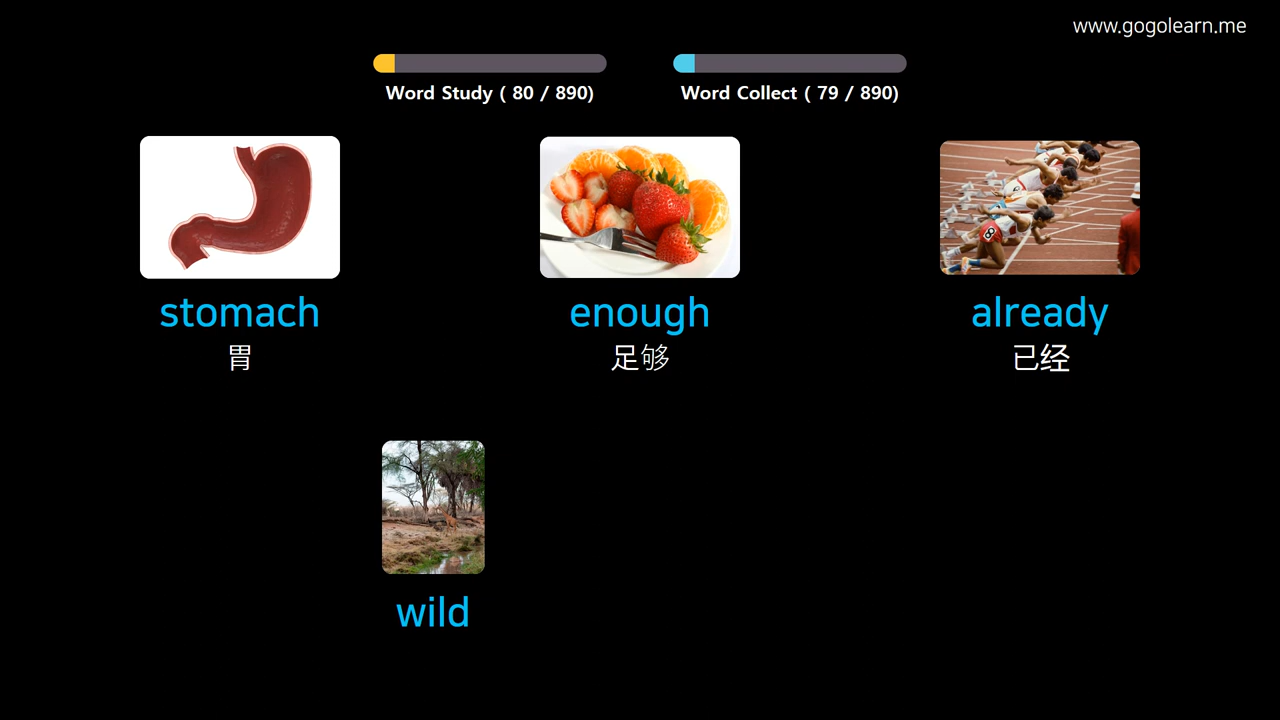 www.gogolearn.me
Word Study ( 80 / 890)
Word Collect ( 79 / 890)
stomach
胃
enough
足够
already
已经
wild